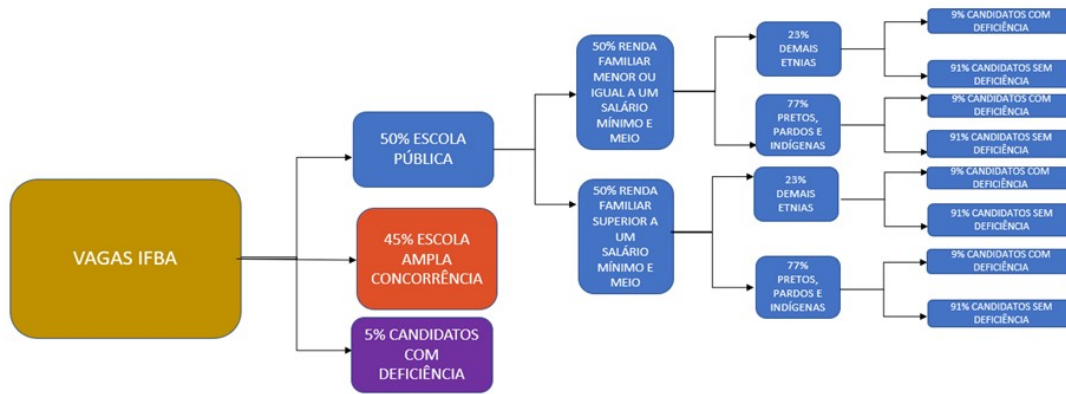 VAGAS IFBA
50% ESCOLA
PÚBLICA
45% ESCOLA
AMPLA
CONCORRÊNCIA
5% CANDIDATOS
COM
DEFICIÊNCIA
50% RENDA
FAMILIAR
MENOR OU
IGUAL A UM
SALÁRIO
MÍNIMO E
MEIO
50% RENDA
FAMILIAR
SUPERIOR A
UM
SALÁRIO
MÍNIMO E
MEIO
23%
DEMAIS
ETNIAS
77%
PRETOS,
PARDOS E
INDÍGENAS
23%
DEMAIS
ETNIAS
77%
PRETOS,
PARDOS E
INDÍGENAS
9% CANDIDATOS COM
DEFICIÊNCIA
91% CANDIDATOS SEM
DEFICIÊNCIA
9% CANDIDATOS COM
DEFICIÊNCIA
91% CANDIDATOS SEM
DEFICIÊNCIA
9% CANDIDATOS COM
DEFICIÊNCIA
91% CANDIDATOS SEM
DEFICIÊNCIA
9% CANDIDATOS COM
DEFICIÊNCIA
91% CANDIDATOS SEM
DEFICIÊNCIA